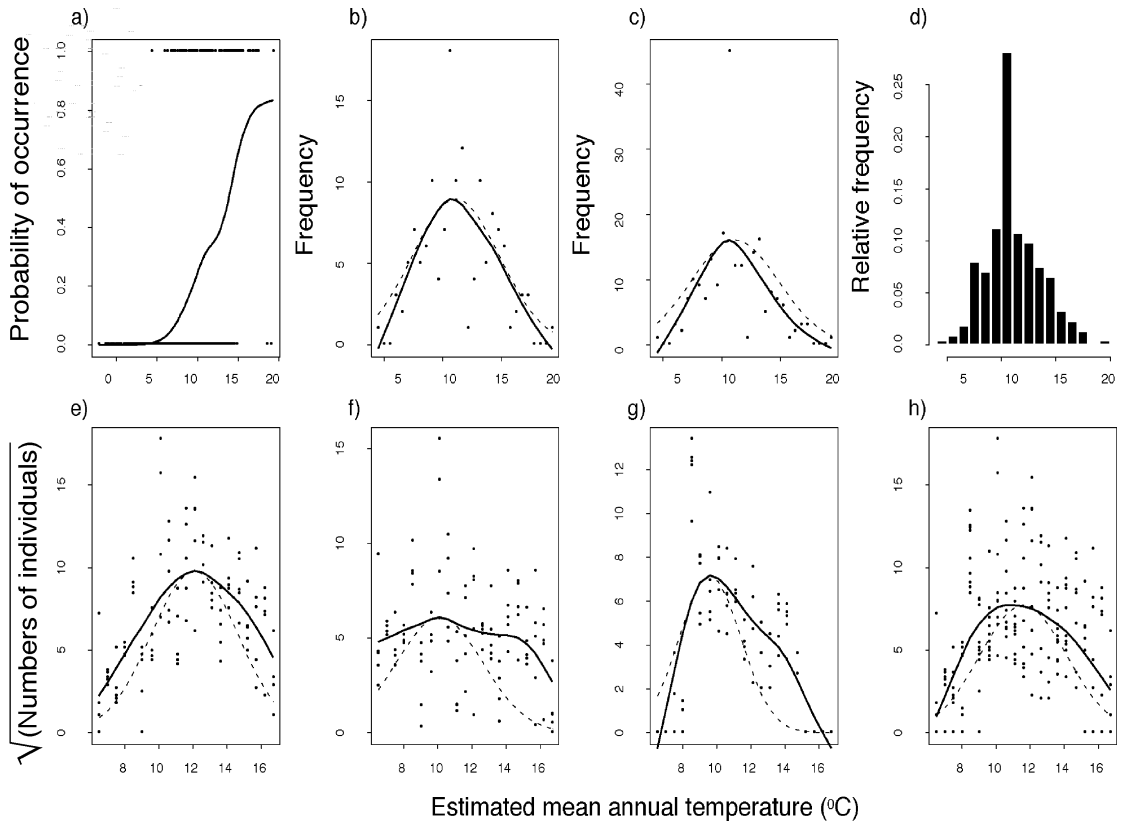 a) b) c) d)
Probability of occurrence
0.0 0.2 0.4 0.6 0.8 1.0
0 5 10 15 20
Frequency
0 5 10 15
5 10 15 20
Frequency
0 10 20 30 40
5 10 15 20
Relative frequency
0.0 0.05 0.10 0.15 0.20 0.25
5 10 15 20
e) f) g) h)
√(Numbers of individuals)
0 5 10 15
8 10 12 14 16
0 5 10 15
8 10 12 14 16
0 2 4 6 8 10 12
8 10 12 14 16
0 5 10 15
8 10 12 14 16
Estimated mean annual temperature (⁰C)